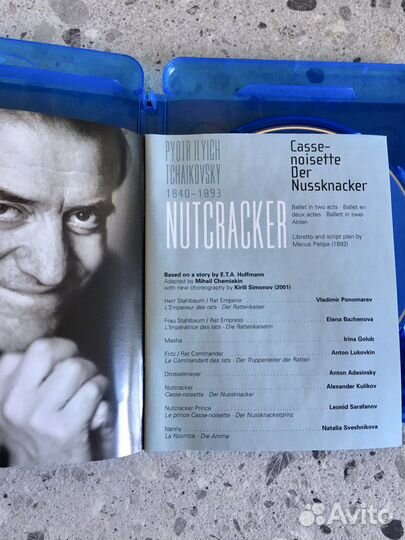 PYOTR ILYICH
TCHAIKOVSKY
1840–1893
NUTCRACKER
Casse-
noisette
Der
Nussknacker
Ballet in two acts · Ballet en
deux actes · Ballett in zwei
Akten
Libretto and script plan by
Marius Petipa (1892)
Based on a story by E.T.A. Hoffmann
Adapted by Mihail Chemiakin
with new choreography by Kirill Simonov (2001)
Herr Stahlbaum / Rat Emperor Vladimir Ponomarev
L'Empereur des rats · Der Rattenkaiser
Frau Stahlbaum / Rat Empress Elena Bazhenova
L'Impératrice des rats · Die Rattenkaiserin
Masha Irina Golub
Fritz / Rat Commander Anton Lukovkin
Le Commandant des rats · Der Truppenleiter der Ratten
Drosselmeyer Anton Adasinsky
Nutcracker Alexander Kulikov
Casse-noisette · Der Nussknacker
Nutcracker Prince Leonid Sarafanov
Le prince Casse-noisette · Der Nussknackerprinz
Nanny Natalia Sveshnikova
La Nourrice · Die Amme
Avito